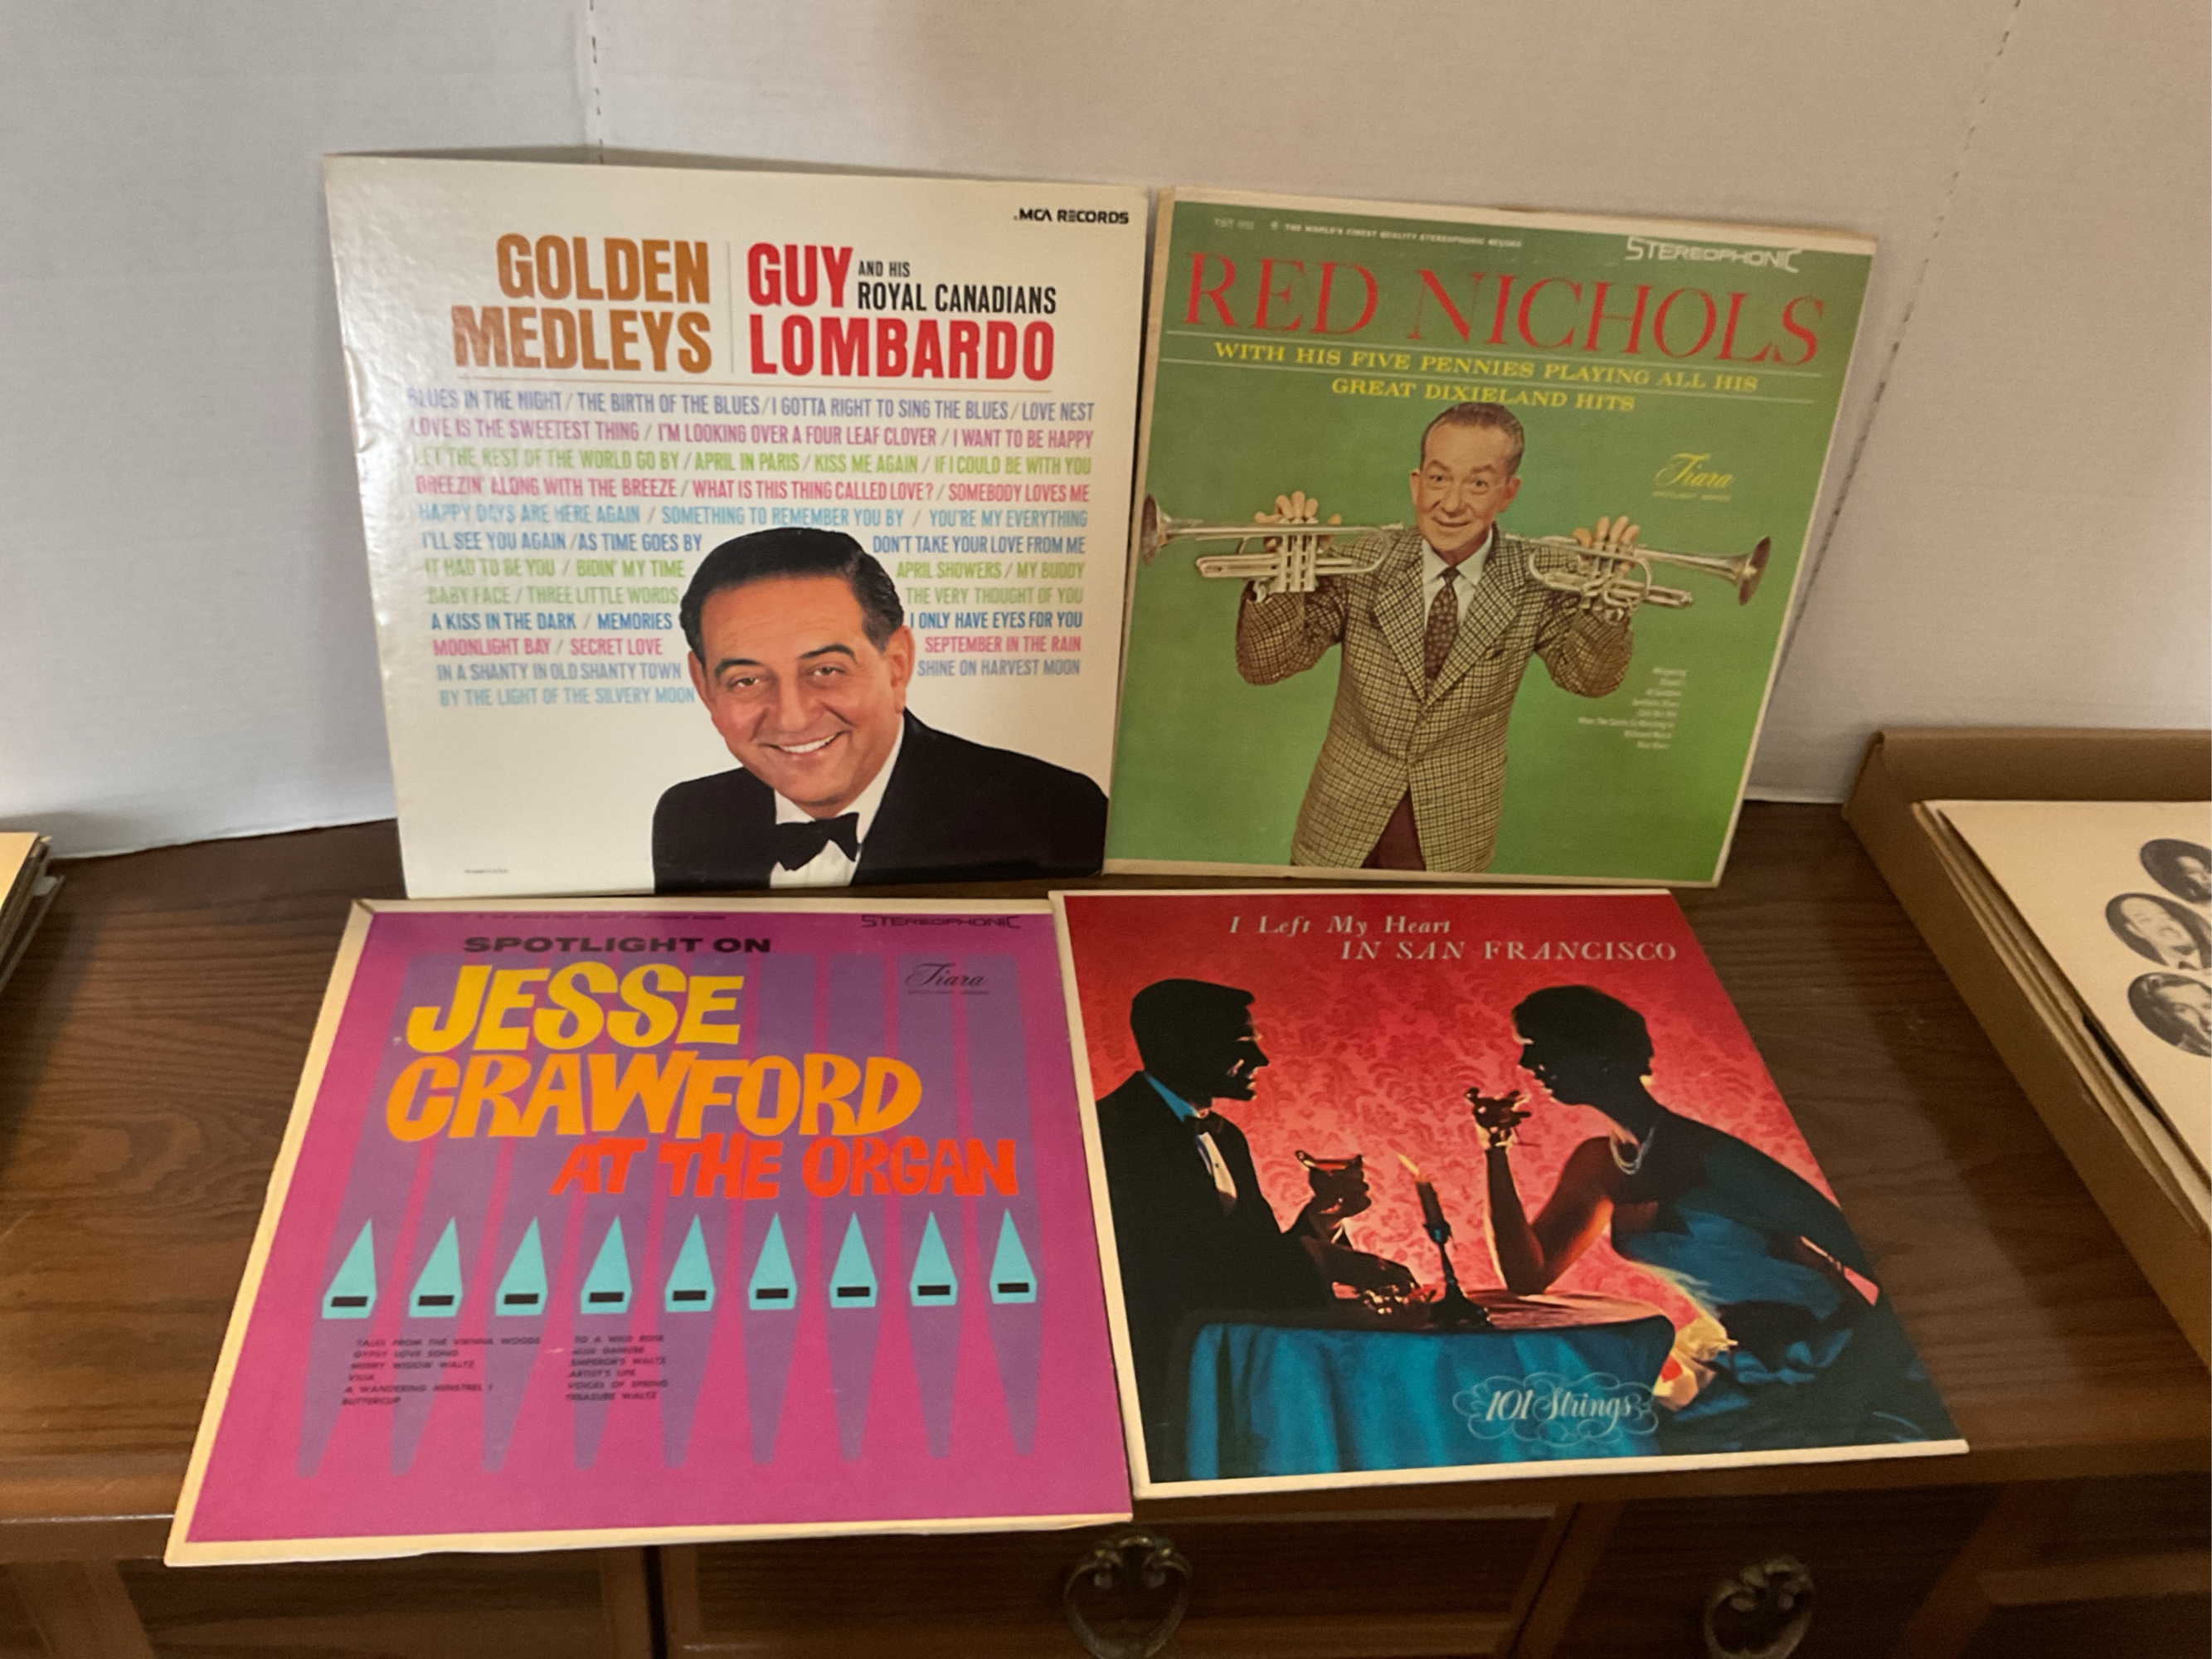 MCA RECORDS
GOLDEN MEDLEYS
GUY AND HIS ROYAL CANADIANS LOMBARDO
BLUES IN THE NIGHT / THE BIRTH OF THE BLUES / I GOTTA RIGHT TO SING THE BLUES / LOVE NEST
LOVE IS THE SWEETEST THING / I'M LOOKING OVER A FOUR LEAF CLOVER / I WANT TO BE HAPPY
LET THE REST OF THE WORLD GO BY / APRIL IN PARIS / KISS ME AGAIN / IF I COULD BE WITH YOU
BREEZIN' ALONG WITH THE BREEZE / WHAT IS THIS THING CALLED LOVE? / SOMEBODY LOVES ME
HAPPY DAYS ARE HERE AGAIN / SOMETHING TO REMEMBER YOU BY / YOU'RE MY EVERYTHING
I'LL SEE YOU AGAIN / AS TIME GOES BY DON'T TAKE YOUR LOVE FROM ME
IT HAD TO BE YOU / BIDIN' MY TIME APRIL SHOWERS / MY BUDDY
BABY FACE / THREE LITTLE WORDS THE VERY THOUGHT OF YOU
A KISS IN THE DARK / MEMORIES I ONLY HAVE EYES FOR YOU
MOONLIGHT BAY / SECRET LOVE SEPTEMBER IN THE RAIN
IN A SHANTY IN OLD SHANTY TOWN SHINE ON HARVEST MOON
BY THE LIGHT OF THE SILVERY MOON
THE WORLD'S FINEST QUALITY STEREOPHONIC RECORD
STEREOPHONIC
RED NICHOLS
WITH HIS FIVE PENNIES PLAYING ALL HIS
GREAT DIXIELAND HITS
Tiara
STEREOPHONIC
SPOTLIGHT ON
Tiara
JESSE
CRAWFORD
AT THE ORGAN
TALES FROM THE VIENNA WOODS
GYPSY LOVE SONG
MERRY WIDOW WALTZ
VILIA
A WANDERING MINSTREL I
BUTTERCUP
TO A WILD ROSE
BLUE DANUBE
EMPEROR'S WALTZ
ARTIST'S LIFE
VOICES OF SPRING
TREASURE WALTZ
I Left My Heart
IN SAN FRANCISCO
101 Strings